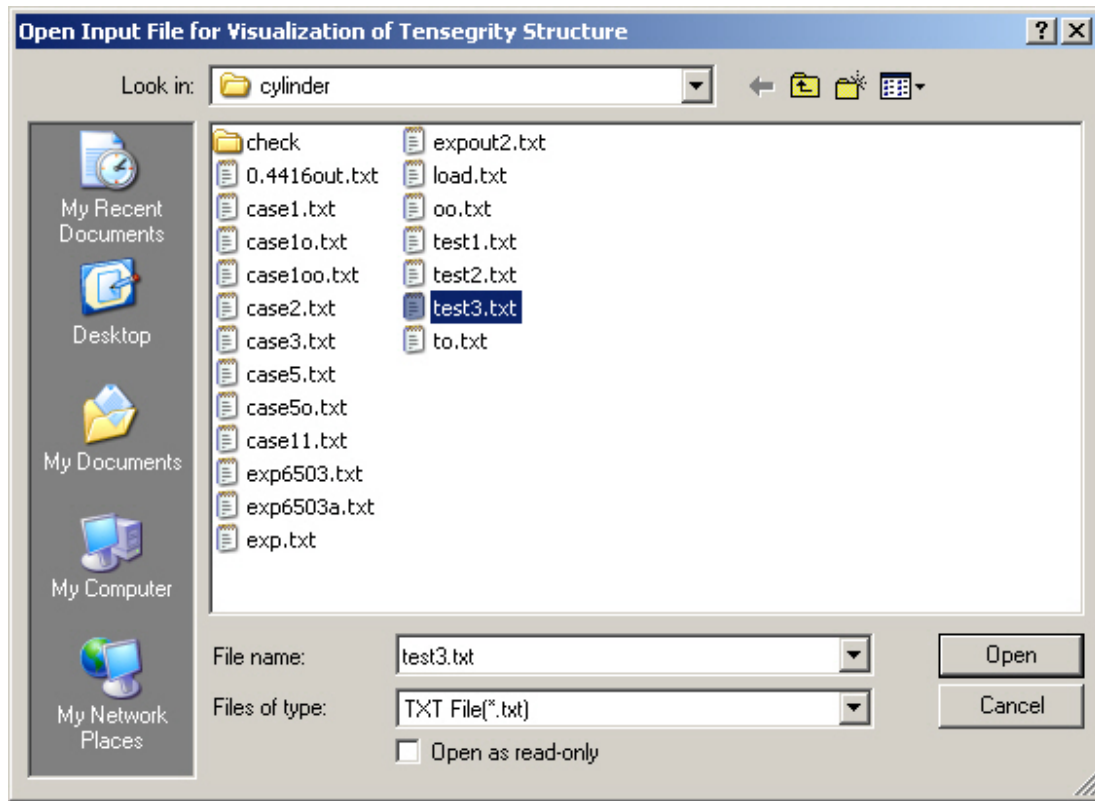 Open Input File for Visualization of Tensegrity Structure
Look in: cylinder
My Recent
Documents
Desktop
My Documents
My Computer
My Network
Places
check
0.4416out.txt
case1.txt
case1o.txt
case1oo.txt
case2.txt
case3.txt
case5.txt
case5o.txt
case11.txt
exp6503.txt
exp6503a.txt
exp.txt
expout2.txt
load.txt
oo.txt
test1.txt
test2.txt
test3.txt
to.txt
File name: test3.txt Open
Files of type: TXT File(*.txt) Cancel
Open as read-only